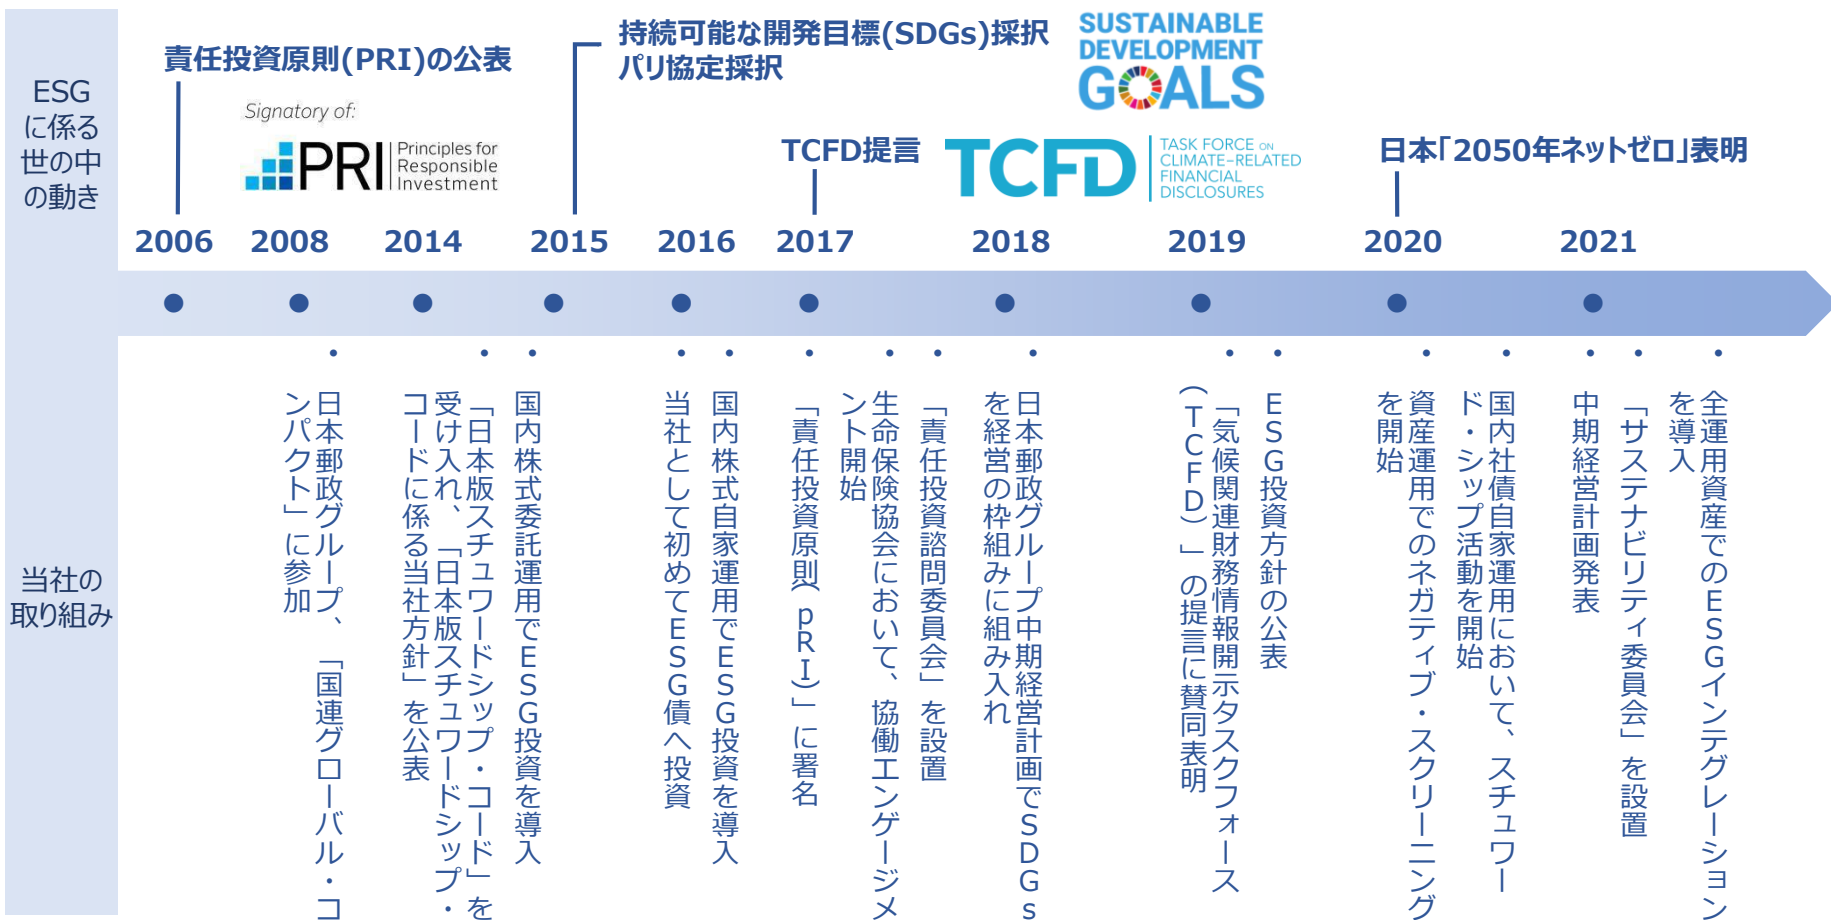 ESG
に係る
世の中
の動き
責任投資原則(PRI)の公表
Signatory of:
PRI
Principles for
Responsible
Investment
持続可能な開発目標(SDGs)採択
パリ協定採択
SUSTAINABLE
DEVELOPMENT
GOALS
TCFD提言
TCFD
TASK FORCE ON
CLIMATE-RELATED
FINANCIAL
DISCLOSURES
日本「2050年ネットゼロ」表明
2006
2008
2014
2015
2016
2017
2018
2019
2020
2021
当社の
取り組み
・日本郵政グループ、「国連グローバル・コ
ンパクト」に参加
・「日本版スチュワードシップ・コード」を
受け入れ、「日本版スチュワードシップ・
コードに係る当社方針」を公表
・国内株式委託運用でESG投資を導入
・当社として初めてESG債へ投資
・国内株式自家運用でESG投資を導入
・「責任投資原則(pRI)」に署名
・生命保険協会において、協働エンゲージメ
ント開始
・「責任投資諮問委員会」を設置
・日本郵政グループ中期経営計画でSDGs
を経営の枠組みに組み入れ
・「気候関連財務情報開示タスクフォース
(TCFD)」の提言に賛同表明
・ESG投資方針の公表
・資産運用でのネガティブ・スクリーニング
を開始
・国内社債自家運用において、スチュワー
ド・シップ活動を開始
・中期経営計画発表
・「サステナビリティ委員会」を設置
・全運用資産でのESGインテグレーション
を導入